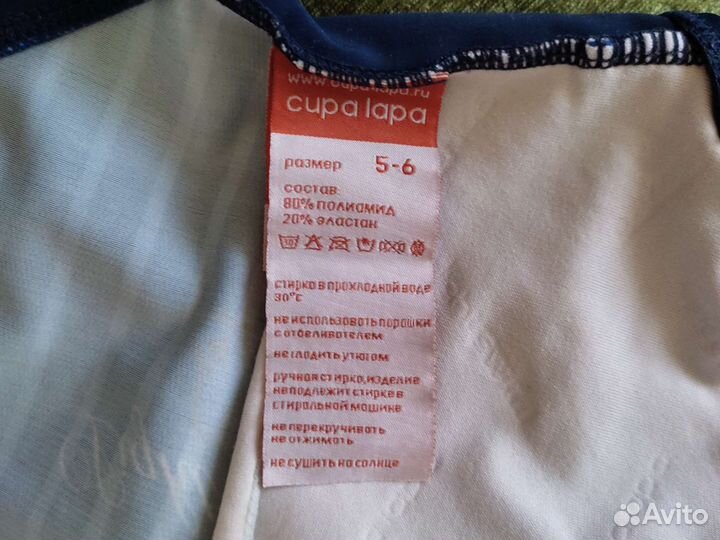 www.cupalapa.ru
cupa lapa
размер 5-6
состав:
80% полиамид
20% эластан
стирка в прохладной воде
30°с
не использовать порошки
с отбеливателем
не гладить утюгом
ручная стирка, изделие
не подлежит стирке в
стиральной машине
не перекручивать
не отжимать
не сушить на солнце
Avito